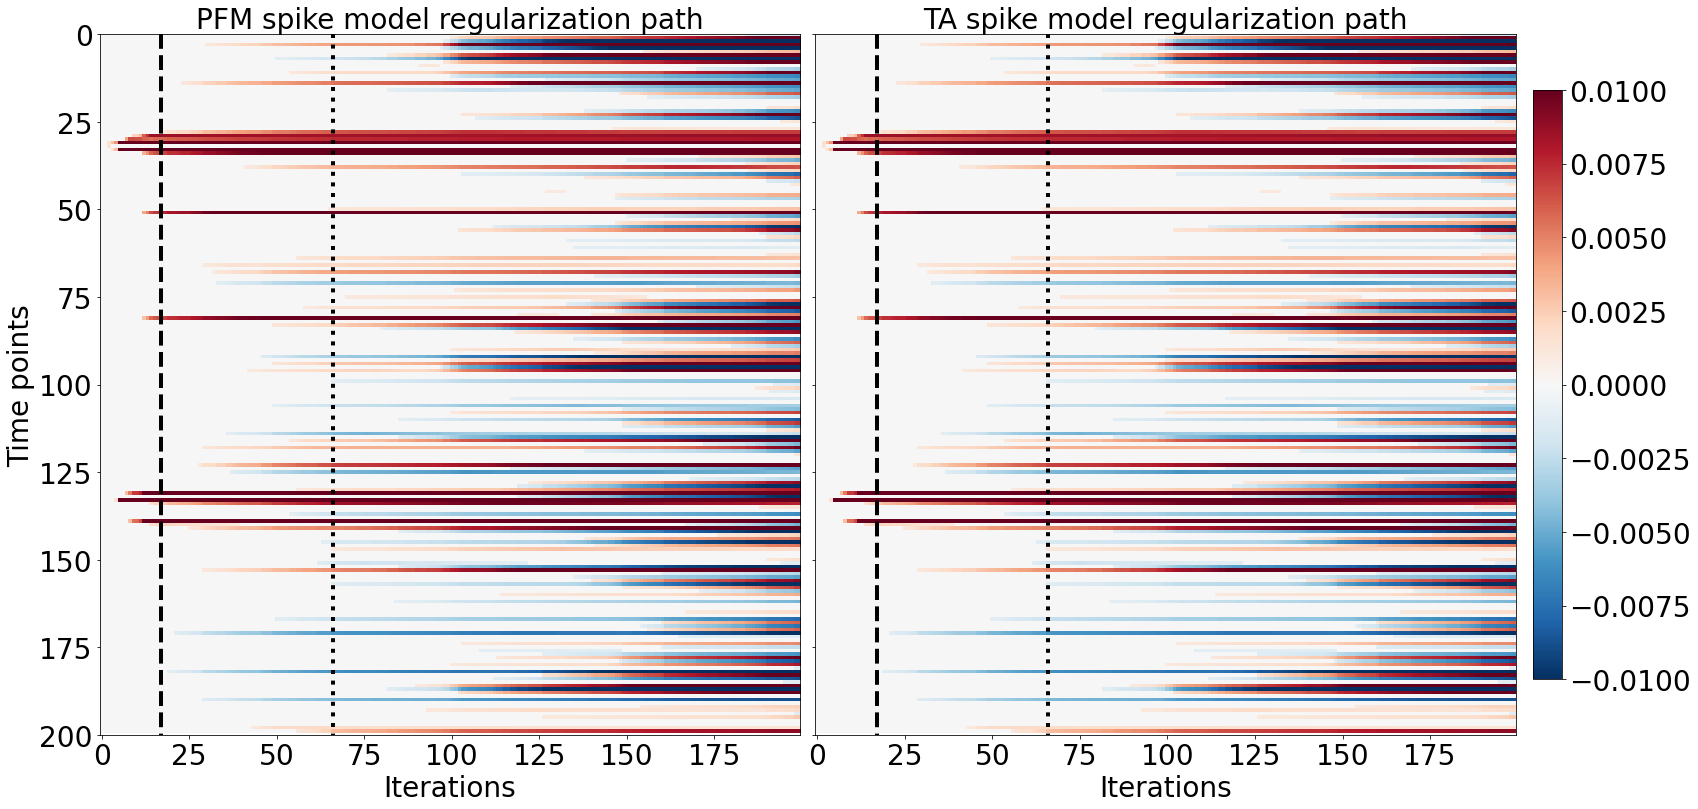 PFM spike model regularization path
TA spike model regularization path
Time points
0
25
50
75
100
125
150
175
200
0 25 50 75 100 125 150 175
Iterations
0 25 50 75 100 125 150 175
Iterations
0.0100
0.0075
0.0050
0.0025
0.0000
−0.0025
−0.0050
−0.0075
−0.0100